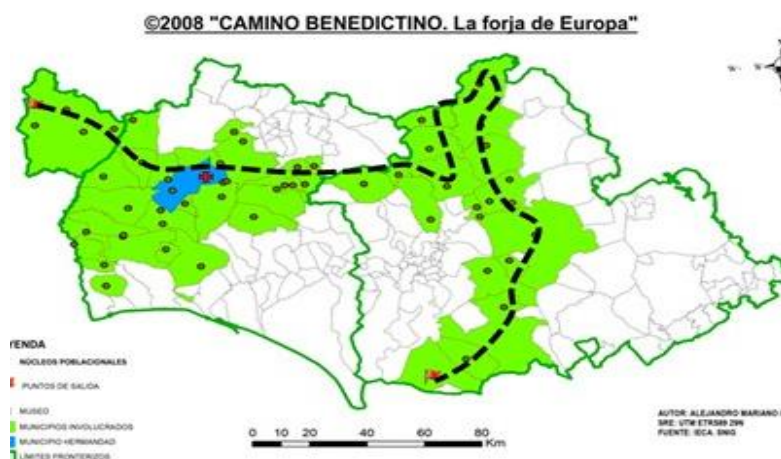 ©2008 "CAMINO BENEDICTINO. La forja de Europa"
W
YENDA
NÚCLEOS POBLACIONALES
PUNTOS DE SALIDA
MUSEO
MUNICIPIOS INVOLUCRADOS
MUNICIPIO HERMANDAD
LÍMITES FRONTERIZOS
0 10 20 40 60 80
Km
AUTOR: ALEJANDRO MARIANO
SRE: UTM ETRS89 29N
FUENTE: IECA. SNIG